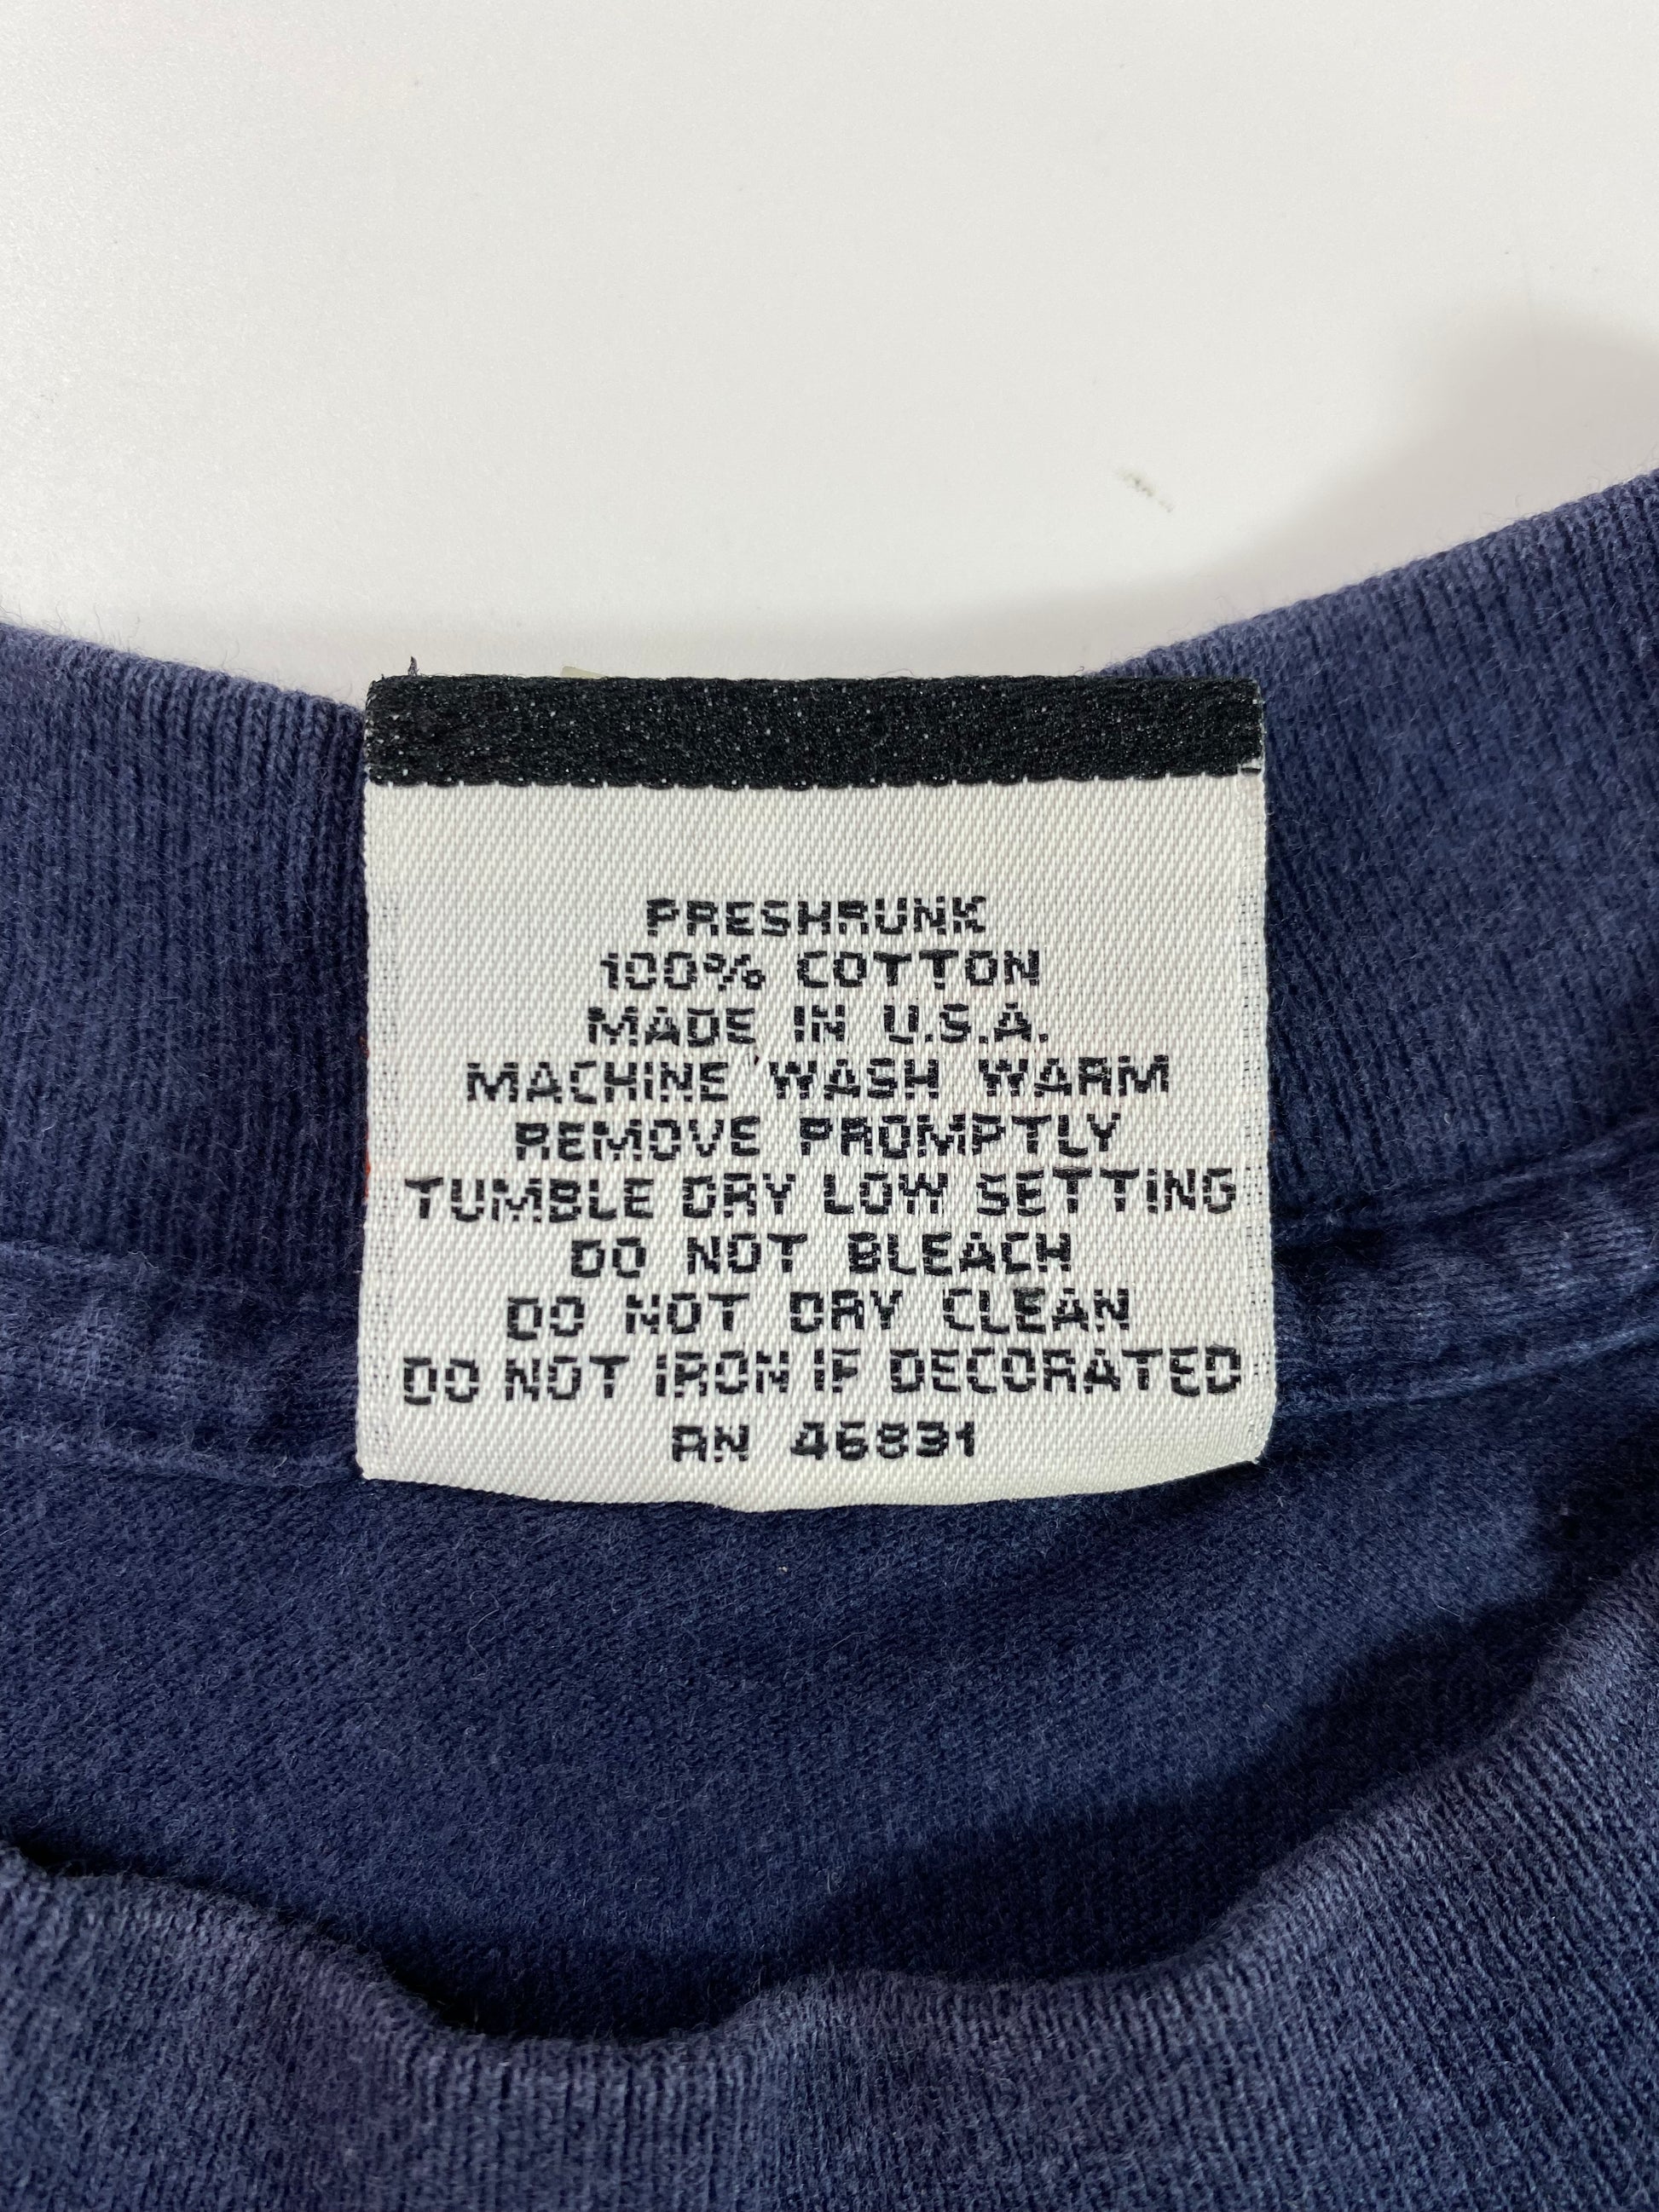 PRESHRUNK
100% COTTON
MADE IN U.S.A.
MACHINE WASH WARM
REMOVE PROMPTLY
TUMBLE DRY LOW SETTING
DO NOT BLEACH
DO NOT DRY CLEAN
DO NOT IRON IF DECORATED
RN 46831